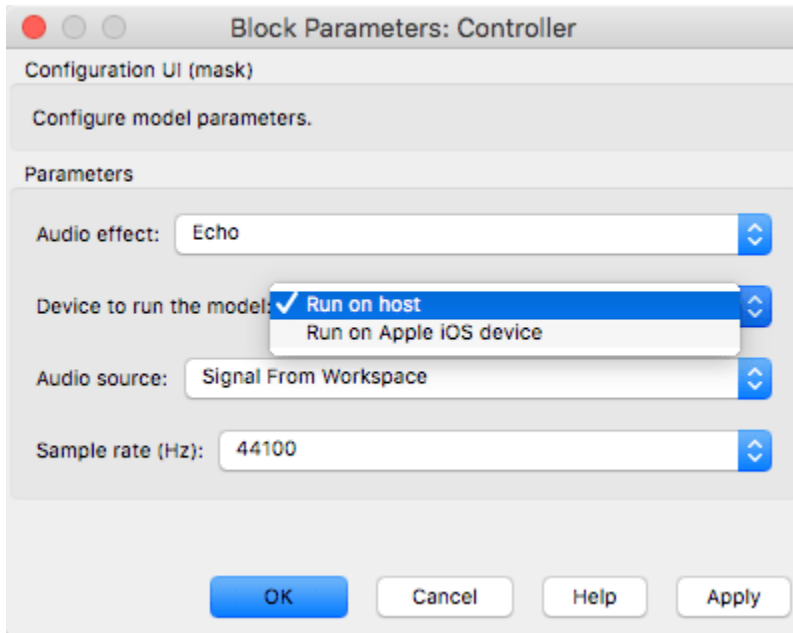 Block Parameters: Controller
Configuration UI (mask)
Configure model parameters.
Parameters
Audio effect: Echo
Device to run the model: Run on host
Run on Apple iOS device
Audio source: Signal From Workspace
Sample rate (Hz): 44100
OK Cancel Help Apply